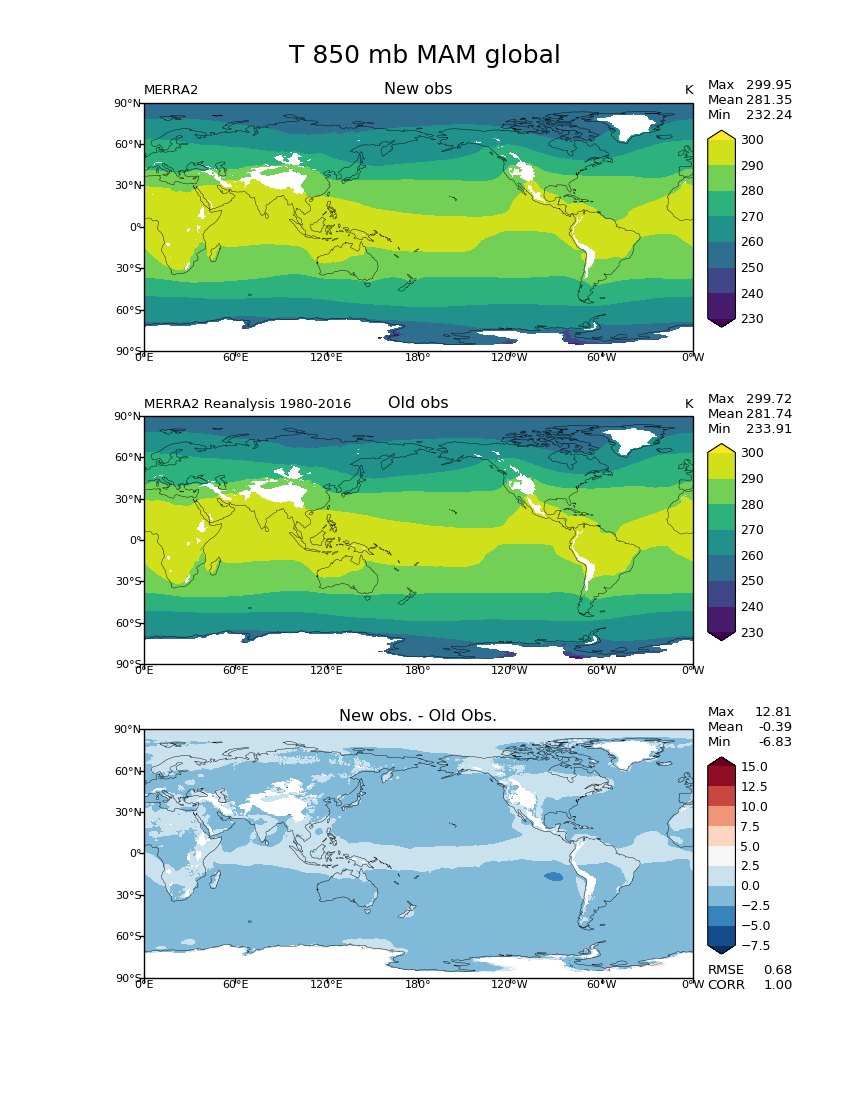 T 850 mb MAM global
MERRA2 New obs K
Max 299.95
Mean 281.35
Min 232.24
90°N
60°N
30°N
0°
30°S
60°S
90°S
0°E 60°E 120°E 180° 120°W 60°W 0°W
300
290
280
270
260
250
240
230
MERRA2 Reanalysis 1980-2016 Old obs K
Max 299.72
Mean 281.74
Min 233.91
90°N
60°N
30°N
0°
30°S
60°S
90°S
0°E 60°E 120°E 180° 120°W 60°W 0°W
300
290
280
270
260
250
240
230
New obs. - Old Obs.
Max 12.81
Mean -0.39
Min -6.83
90°N
60°N
30°N
0°
30°S
60°S
90°S
0°E 60°E 120°E 180° 120°W 60°W 0°W
15.0
12.5
10.0
7.5
5.0
2.5
0.0
−2.5
−5.0
−7.5
RMSE 0.68
CORR 1.00